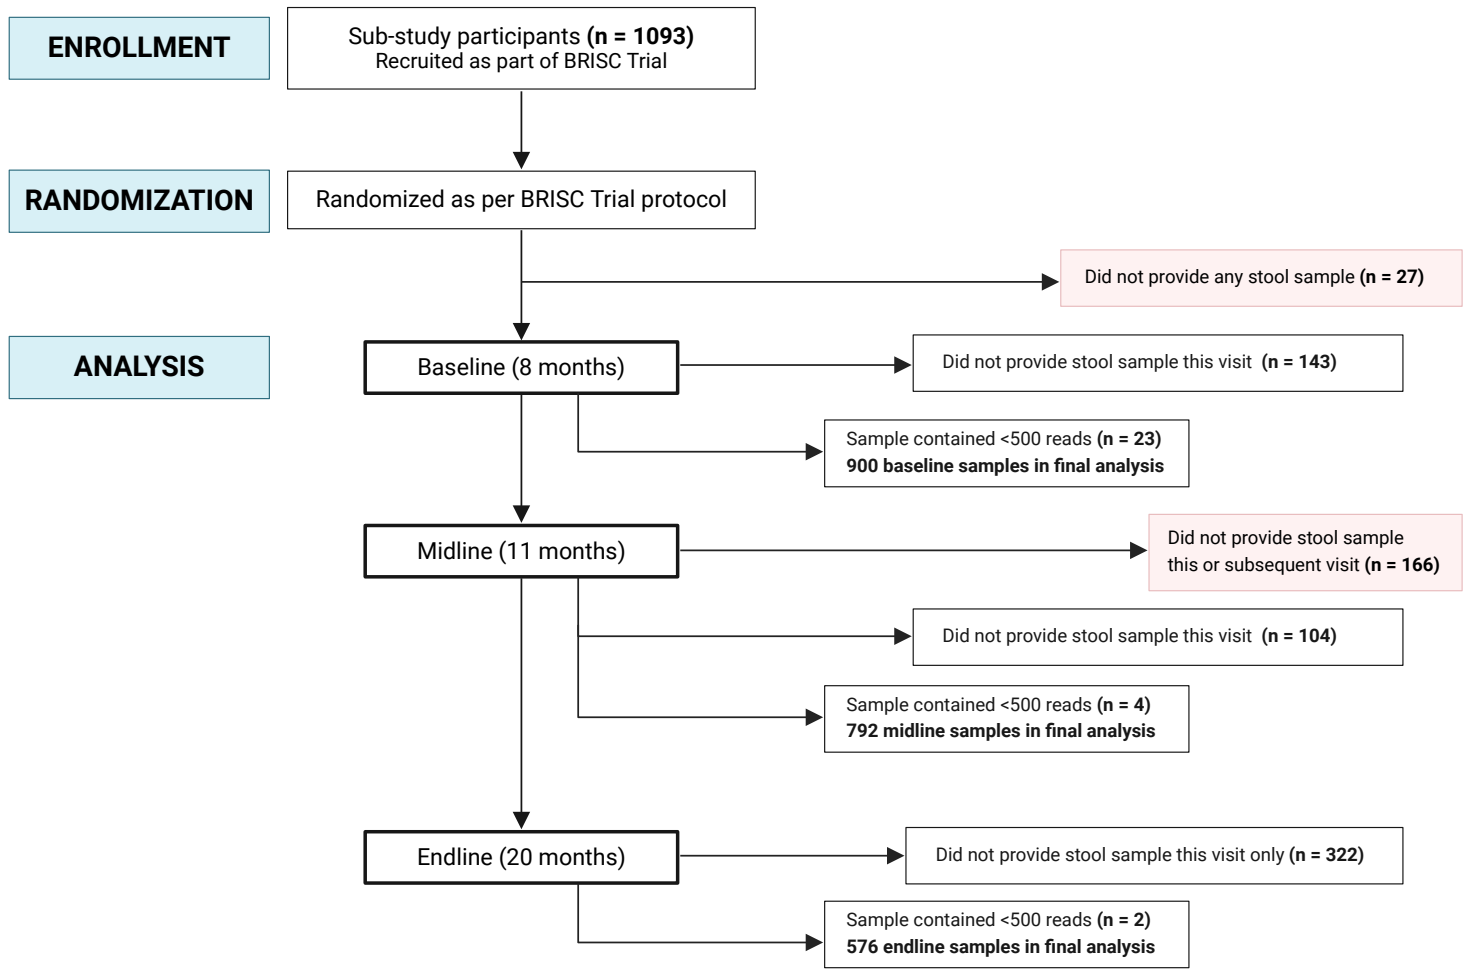 ENROLLMENT
Sub-study participants (n = 1093)
Recruited as part of BRISC Trial
RANDOMIZATION
Randomized as per BRISC Trial protocol
Did not provide any stool sample (n = 27)
ANALYSIS
Baseline (8 months)
Did not provide stool sample this visit (n = 143)
Sample contained <500 reads (n = 23)
900 baseline samples in final analysis
Midline (11 months)
Did not provide stool sample
this or subsequent visit (n = 166)
Did not provide stool sample this visit (n = 104)
Sample contained <500 reads (n = 4)
792 midline samples in final analysis
Endline (20 months)
Did not provide stool sample this visit only (n = 322)
Sample contained <500 reads (n = 2)
576 endline samples in final analysis